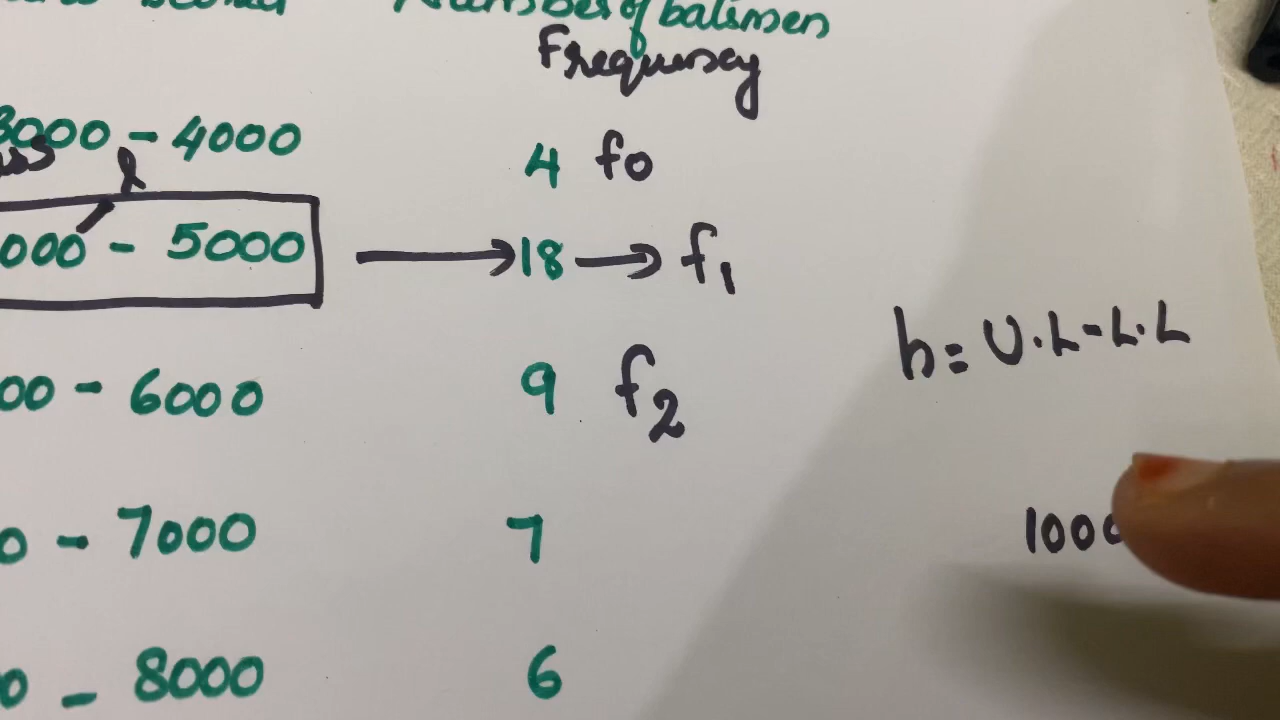 Number of batsmen
Frequency
3000 - 4000 4 f0
l
000 - 5000 18 f1
h = U.L - L.L
00 - 6000 9 f2
0 - 7000 7
1000
0 - 8000 6